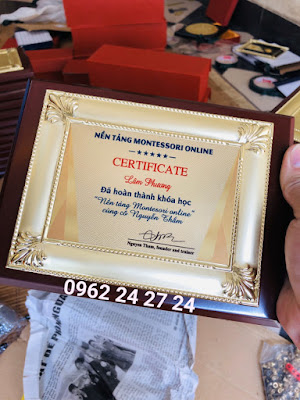 NỀN TẢNG MONTESSORI ONLINE
CERTIFICATE
Lâm Phương
Đã hoàn thành khóa học
"Nền tảng Montessori online"
cùng cô Nguyễn Thắm
Nguyen Tham, founder and trainer
0962 24 27 24